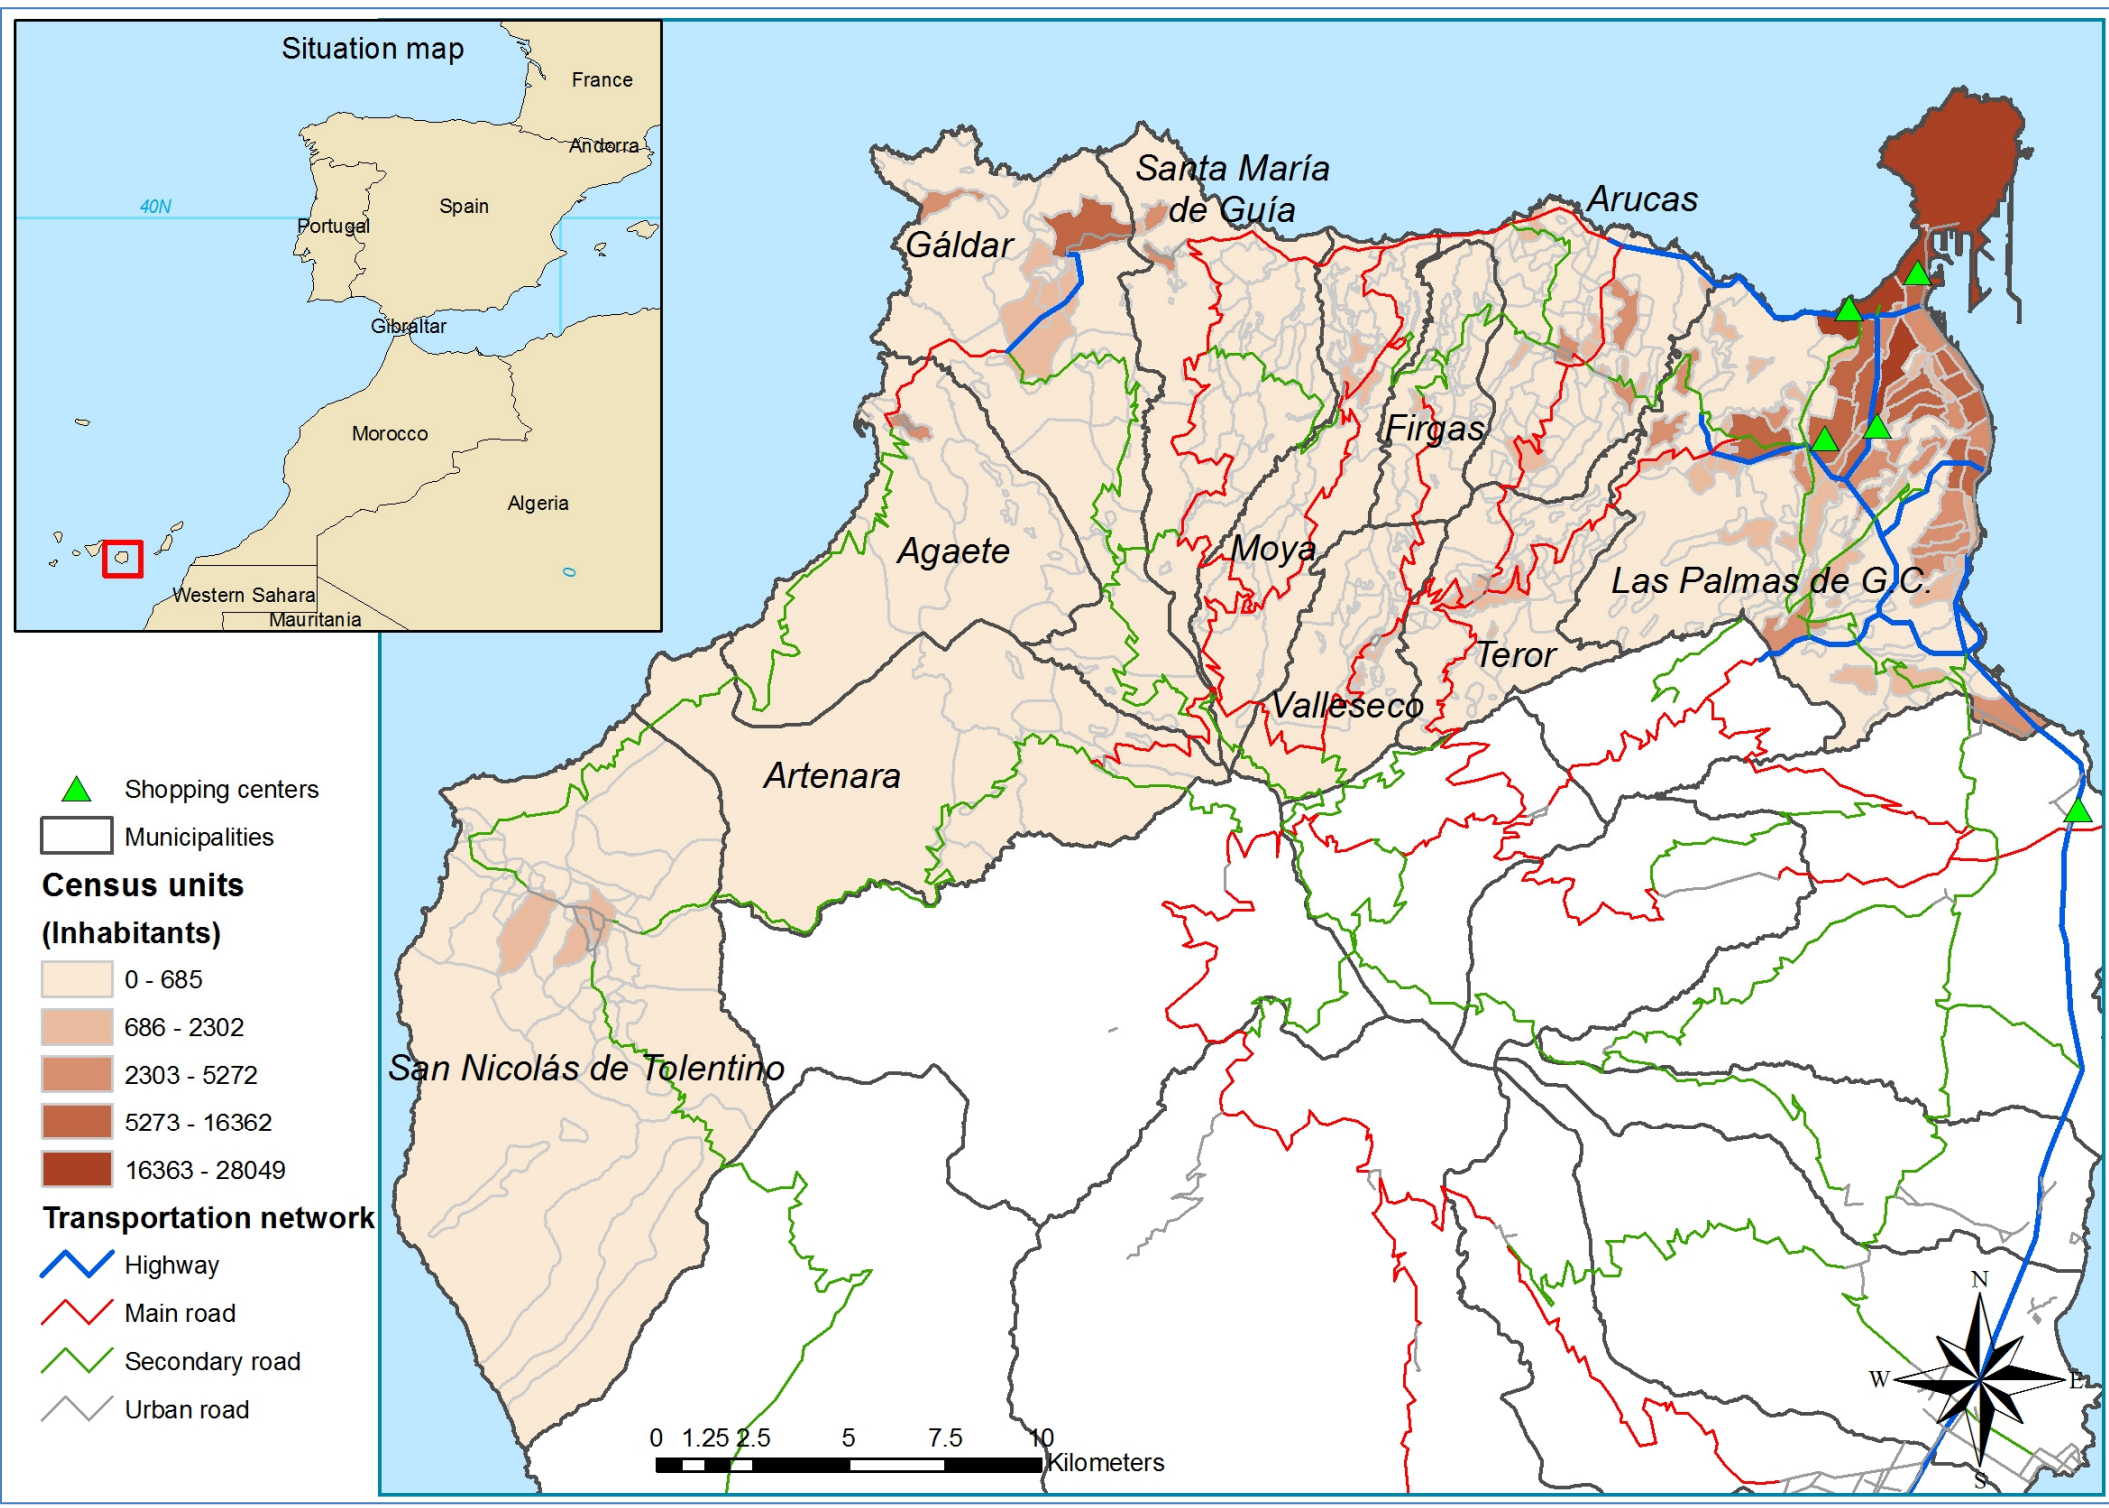 Situation map
France
Andorra
40N
Portugal
Spain
Gibraltar
Morocco
Algeria
0
Western Sahara
Mauritania
Santa María
de Guía
Arucas
Gáldar
Firgas
Agaete
Moya
Las Palmas de G.C.
Teror
Valleseco
Artenara
San Nicolás de Tolentino
Shopping centers
Municipalities
Census units
(Inhabitants)
0 - 685
686 - 2302
2303 - 5272
5273 - 16362
16363 - 28049
Transportation network
Highway
Main road
Secondary road
Urban road
0 1.25 2.5 5 7.5 10
Kilometers
N
W E
S